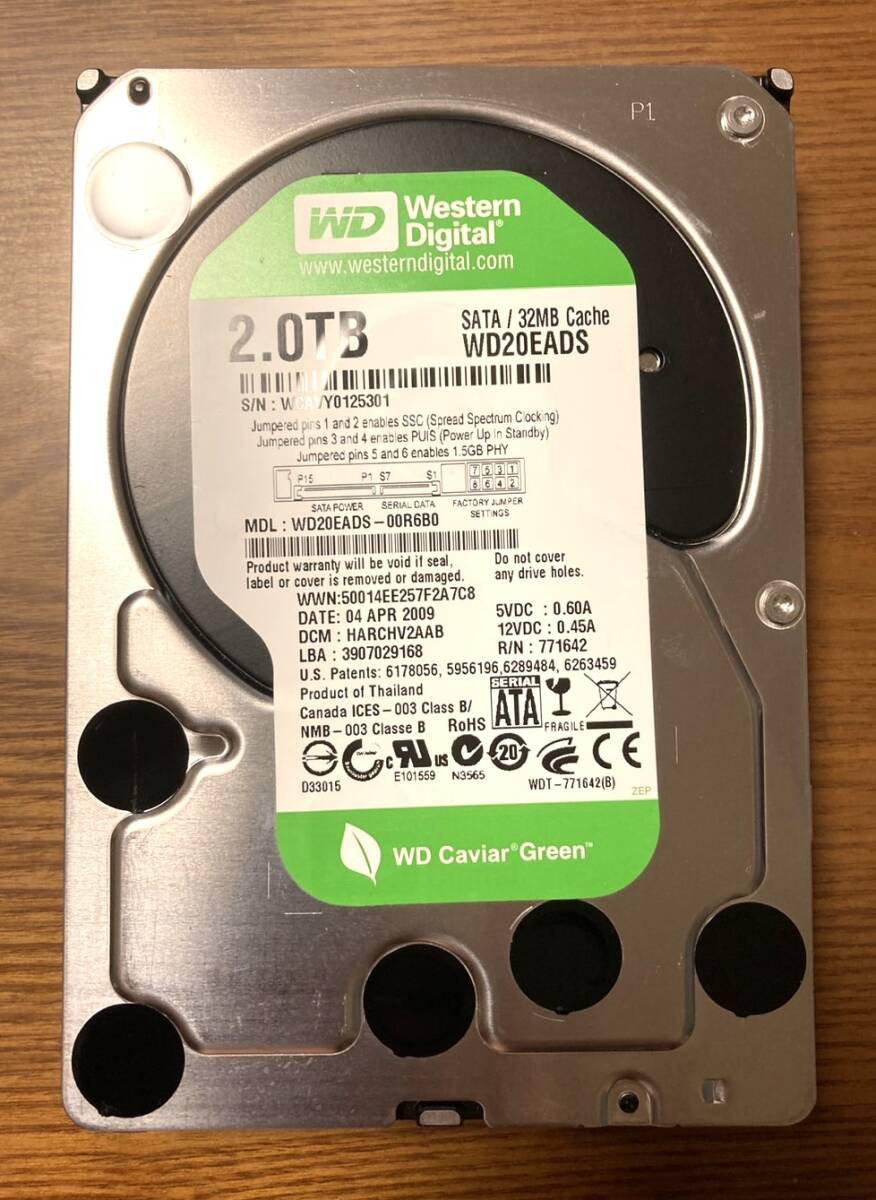 P1
WD Western Digital®
www.westerndigital.com
2.0TB
SATA / 32MB Cache
WD20EADS
S/N : WCAVY0125301
Jumpered pins 1 and 2 enables SSC (Spread Spectrum Clocking)
Jumpered pins 3 and 4 enables PUIS (Power Up In Standby)
Jumpered pins 5 and 6 enables 1.5GB PHY
P15 P1 S7 S1
7 5 3 1
8 6 4 2
SATA POWER SERIAL DATA FACTORY JUMPER SETTINGS
MDL : WD20EADS-00R6B0
Product warranty will be void if seal,
label or cover is removed or damaged.
Do not cover
any drive holes.
WWN:50014EE257F2A7C8
DATE: 04 APR 2009
DCM : HARCHV2AAB
LBA : 3907029168
5VDC : 0.60A
12VDC : 0.45A
R/N : 771642
U.S. Patents: 6178056, 5956196,6289484, 6263459
Product of Thailand
Canada ICES-003 Class B/
NMB-003 Classe B RoHS
SERIAL
ATA
FRAGILE
D33015
c us
E101559
N3565
20
CE
WDT-771642(B)
ZEP
WD Caviar® Green™